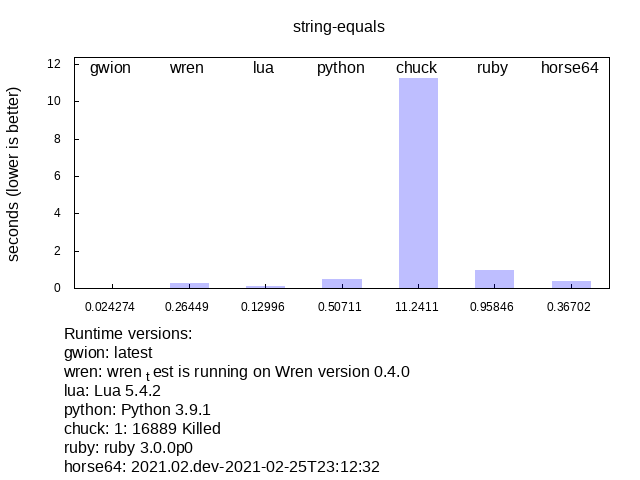 string-equals
seconds (lower is better)
12
10
8
6
4
2
0
gwion wren lua python chuck ruby horse64
0.024274 0.26449 0.12996 0.50711 11.2411 0.95846 0.36702
Runtime versions:
gwion: latest
wren: wren test is running on Wren version 0.4.0
lua: Lua 5.4.2
python: Python 3.9.1
chuck: 1: 16889 Killed
ruby: ruby 3.0.0p0
horse64: 2021.02.dev-2021-02-25T23:12:32